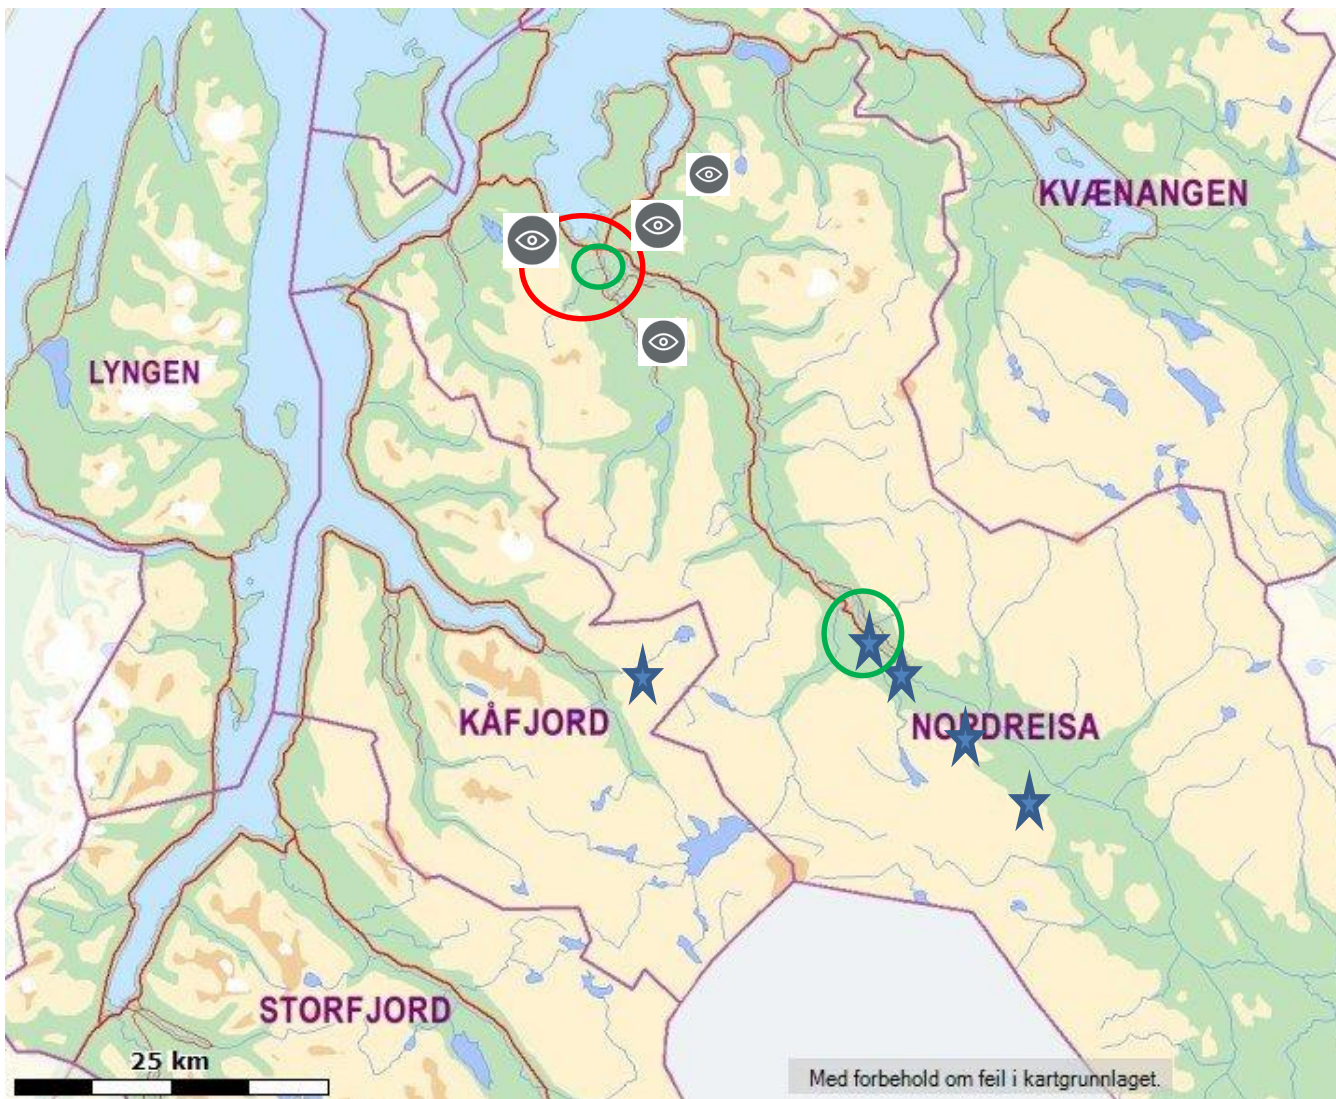 KVÆNANGEN
LYNGEN
KÅFJORD
NORDREISA
STORFJORD
25 km
Med forbehold om feil i kartgrunnlaget.